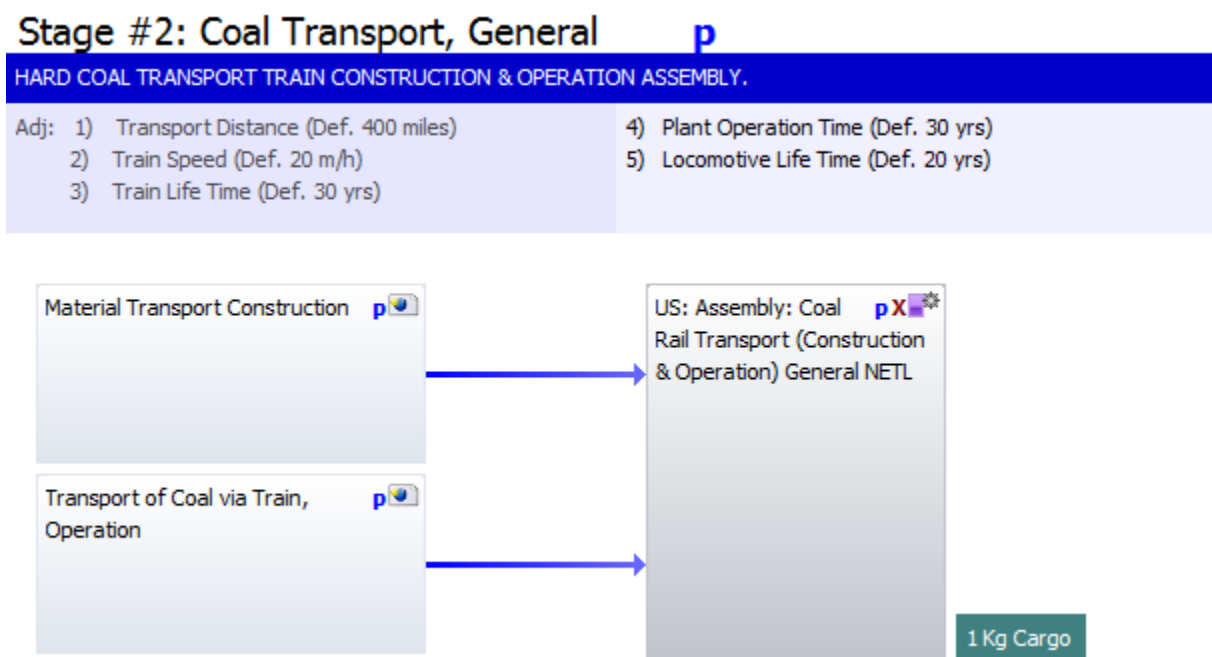 Stage #2: Coal Transport, General p
HARD COAL TRANSPORT TRAIN CONSTRUCTION & OPERATION ASSEMBLY.
Adj: 1) Transport Distance (Def. 400 miles)
2) Train Speed (Def. 20 m/h)
3) Train Life Time (Def. 30 yrs)
4) Plant Operation Time (Def. 30 yrs)
5) Locomotive Life Time (Def. 20 yrs)
Material Transport Construction p
US: Assembly: Coal p X
Rail Transport (Construction
& Operation) General NETL
Transport of Coal via Train, p
Operation
1 Kg Cargo